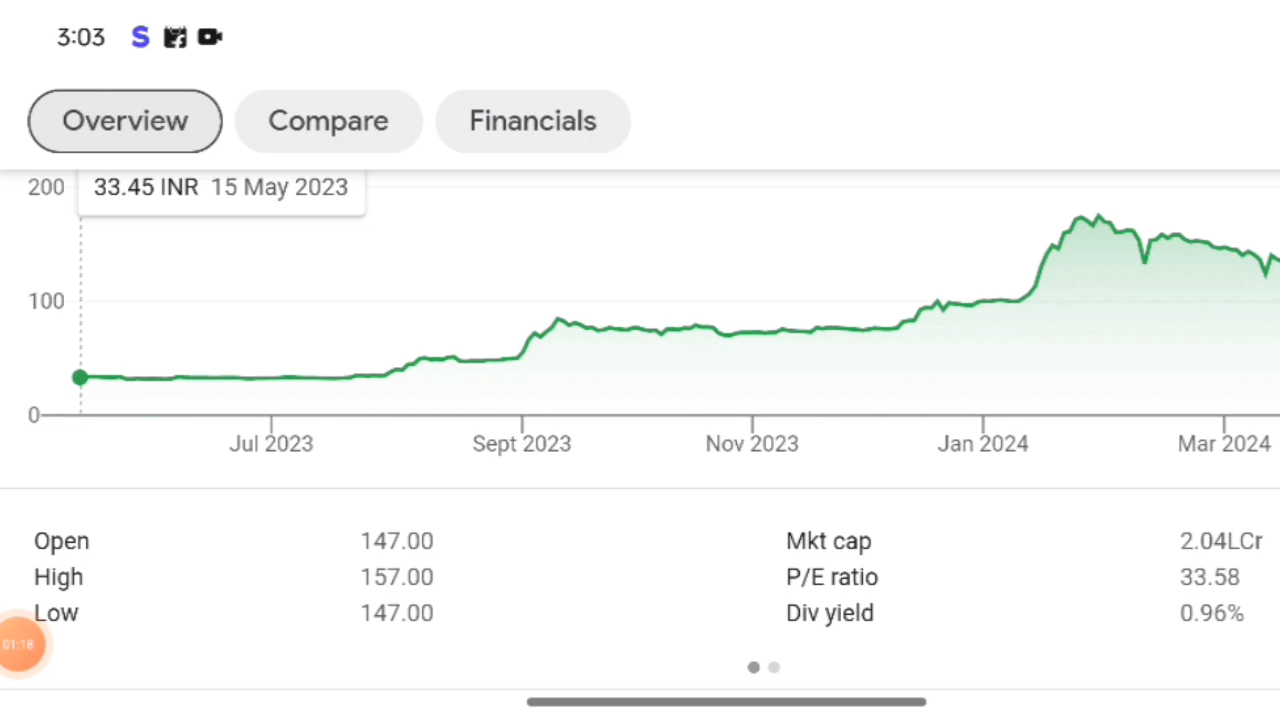 3:03 S
Overview Compare Financials
200 33.45 INR 15 May 2023
100
0
Jul 2023 Sept 2023 Nov 2023 Jan 2024 Mar 2024
Open 147.00 Mkt cap 2.04LCr
High 157.00 P/E ratio 33.58
Low 147.00 Div yield 0.96%
01:18